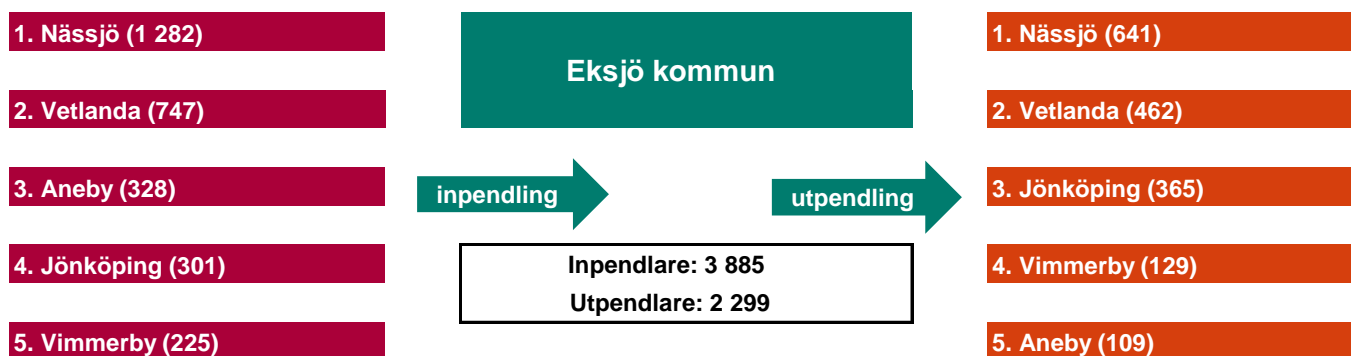 1. Nässjö (1 282)
2. Vetlanda (747)
3. Aneby (328)
4. Jönköping (301)
5. Vimmerby (225)
Eksjö kommun
inpendling
utpendling
Inpendlare: 3 885
Utpendlare: 2 299
1. Nässjö (641)
2. Vetlanda (462)
3. Jönköping (365)
4. Vimmerby (129)
5. Aneby (109)